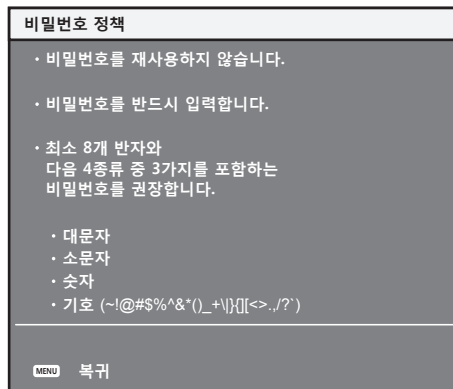 비밀번호 정책
• 비밀번호를 재사용하지 않습니다.
• 비밀번호를 반드시 입력합니다.
• 최소 8개 반자와
다음 4종류 중 3가지를 포함하는
비밀번호를 권장합니다.
• 대문자
• 소문자
• 숫자
• 기호 (~!@#$%^&*()_+\|}{][<>.,/?`)
MENU 복귀